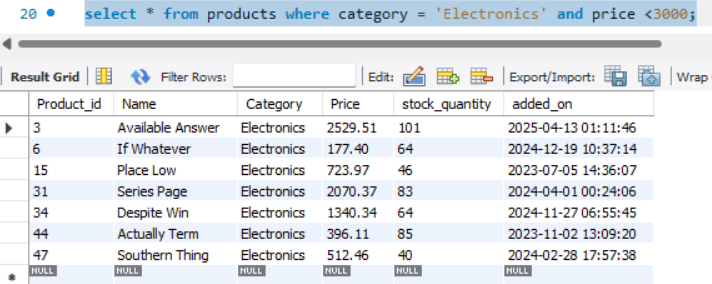 20 select * from products where category = 'Electronics' and price <3000;
Result Grid Filter Rows: Edit: Export/Import: Wrap
Product_id Name Category Price stock_quantity added_on
3 Available Answer Electronics 2529.51 101 2025-04-13 01:11:46
6 If Whatever Electronics 177.40 64 2024-12-19 10:37:14
15 Place Low Electronics 723.97 46 2023-07-05 14:36:07
31 Series Page Electronics 2070.37 83 2024-04-01 00:24:06
34 Despite Win Electronics 1340.34 64 2024-11-27 06:55:45
44 Actually Term Electronics 396.11 85 2023-11-02 13:09:20
47 Southern Thing Electronics 512.46 40 2024-02-28 17:57:38
NULL NULL NULL NULL NULL NULL